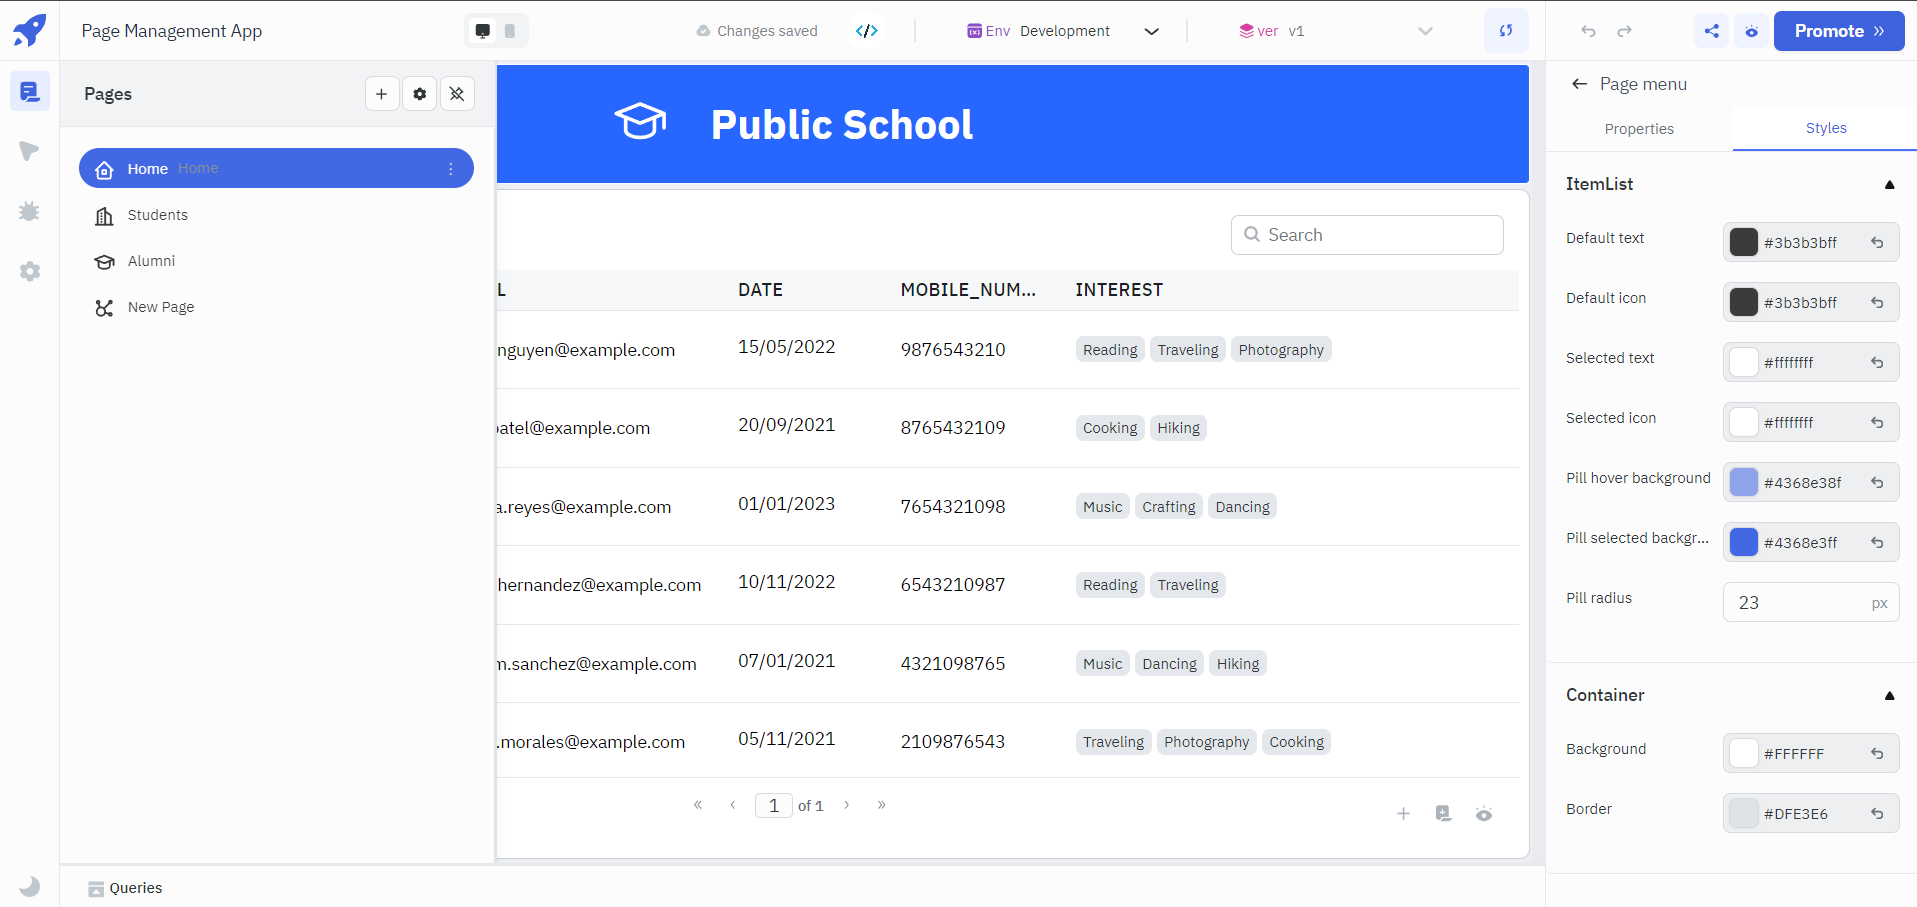 Page Management App
Changes saved
Env Development
ver v1
Promote »
Pages
Home Home
Students
Alumni
New Page
Public School
Search
L DATE MOBILE_NUM... INTEREST
nguyen@example.com 15/05/2022 9876543210 Reading Traveling Photography
patel@example.com 20/09/2021 8765432109 Cooking Hiking
a.reyes@example.com 01/01/2023 7654321098 Music Crafting Dancing
hernandez@example.com 10/11/2022 6543210987 Reading Traveling
m.sanchez@example.com 07/01/2021 4321098765 Music Dancing Hiking
.morales@example.com 05/11/2021 2109876543 Traveling Photography Cooking
« ‹ 1 of 1 › »
Queries
Page menu
Properties Styles
ItemList
Default text #3b3b3bff
Default icon #3b3b3bff
Selected text #ffffffff
Selected icon #ffffffff
Pill hover background #4368e38f
Pill selected backgr... #4368e3ff
Pill radius 23 px
Container
Background #FFFFFF
Border #DFE3E6